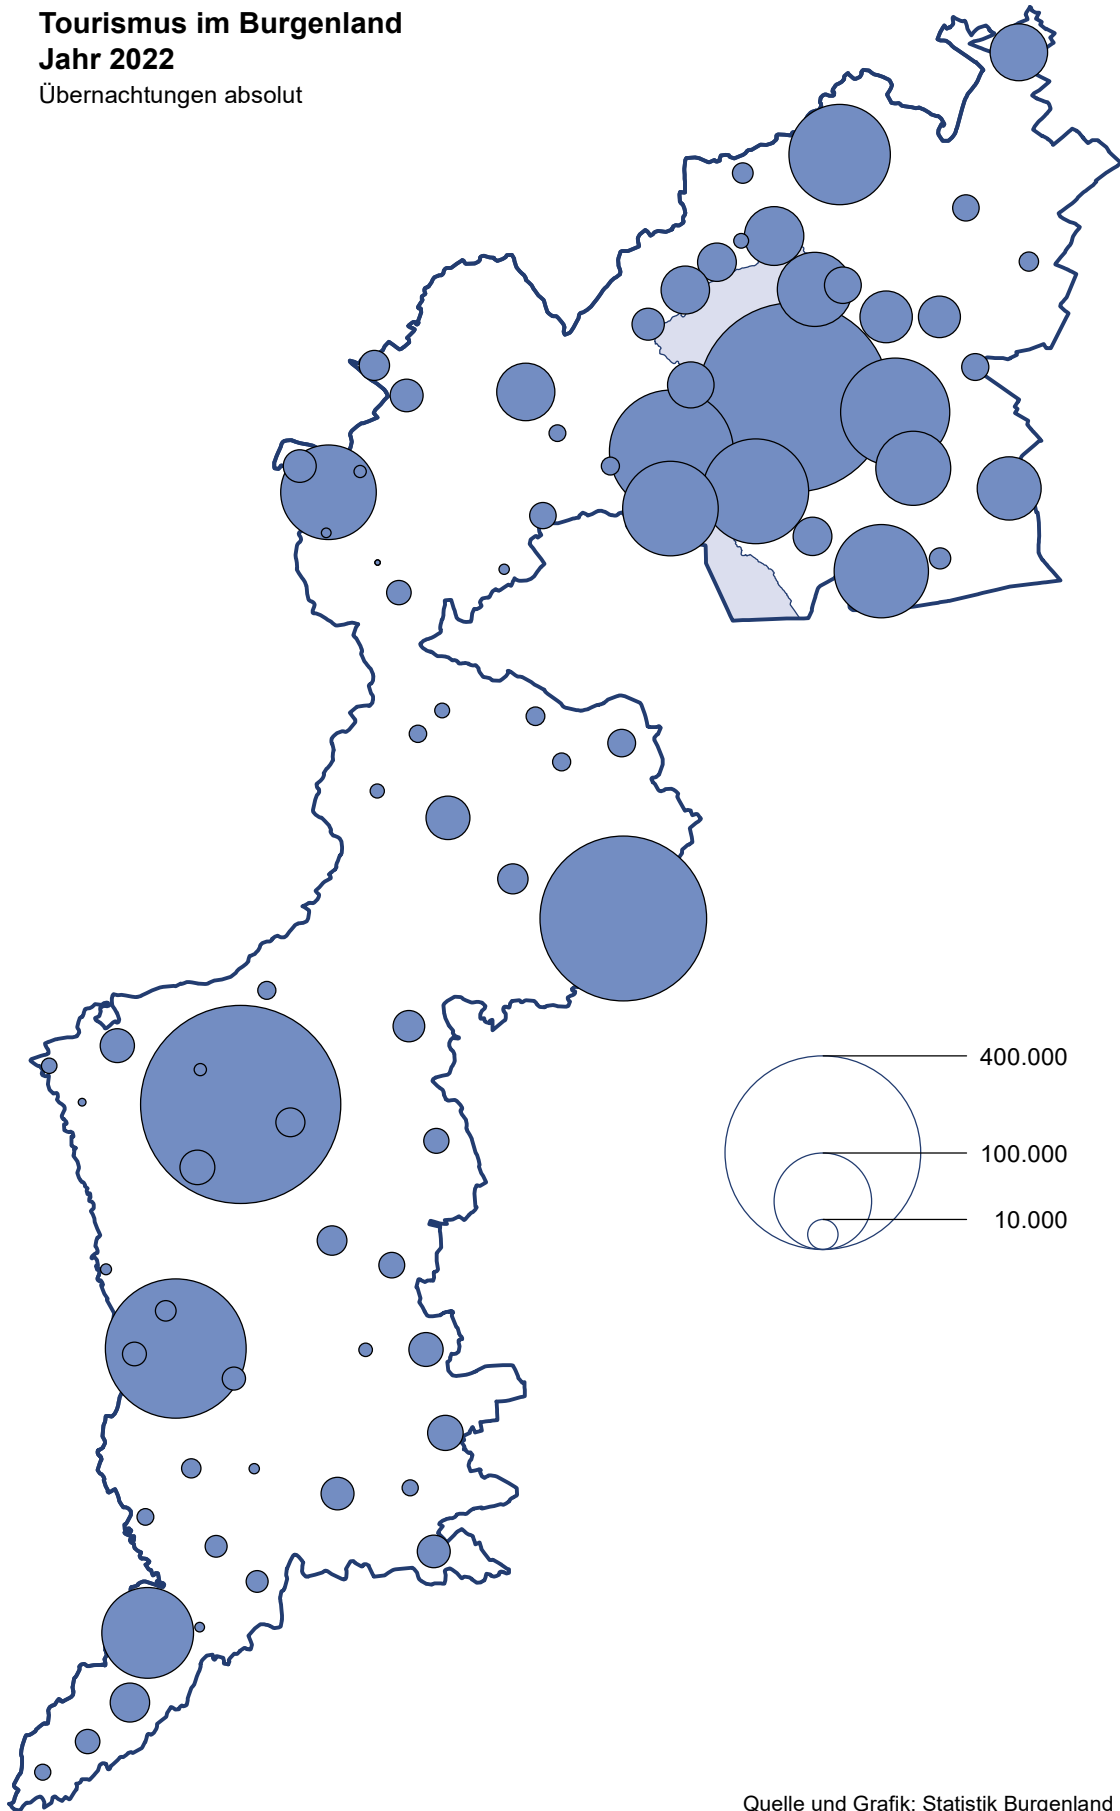 Tourismus im Burgenland
Jahr 2022
Übernachtungen absolut
400.000
100.000
10.000
Quelle und Grafik: Statistik Burgenland